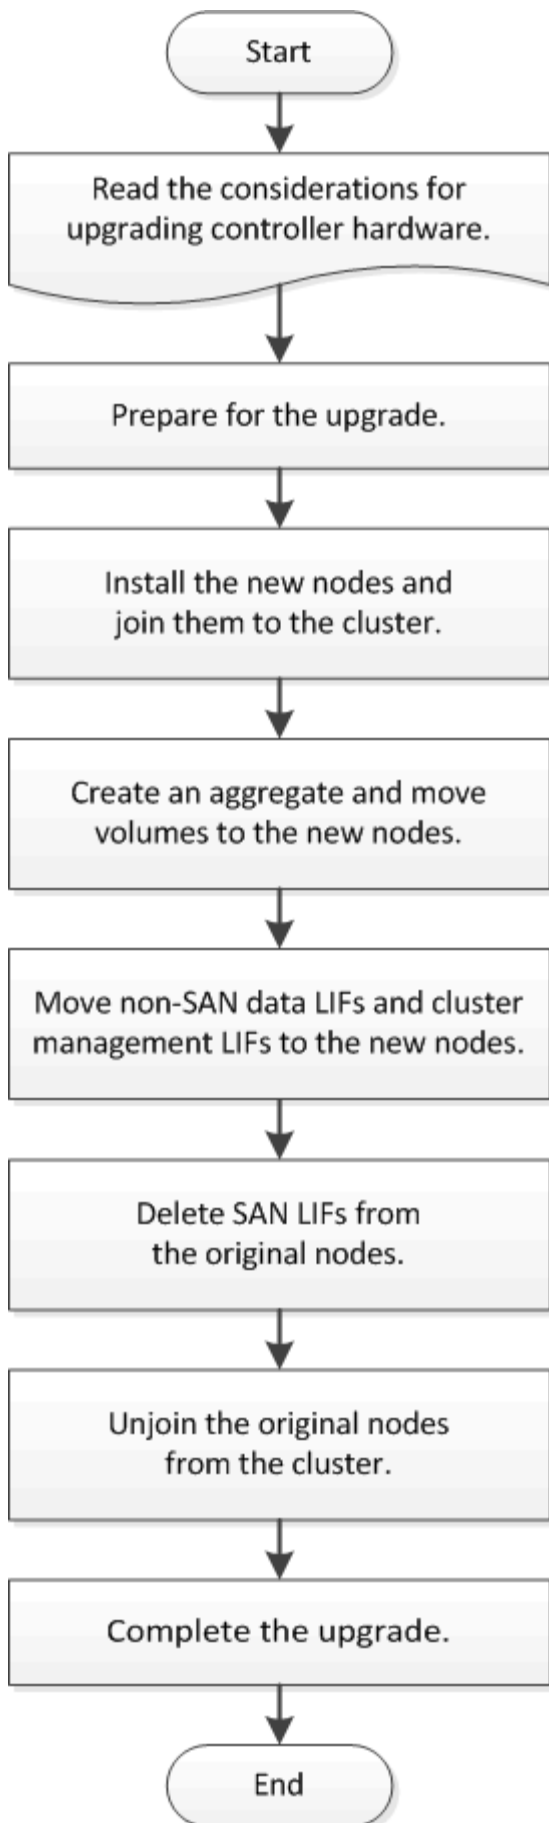 Start
Read the considerations for
upgrading controller hardware.
Prepare for the upgrade.
Install the new nodes and
join them to the cluster.
Create an aggregate and move
volumes to the new nodes.
Move non-SAN data LIFs and cluster
management LIFs to the new nodes.
Delete SAN LIFs from
the original nodes.
Unjoin the original nodes
from the cluster.
Complete the upgrade.
End